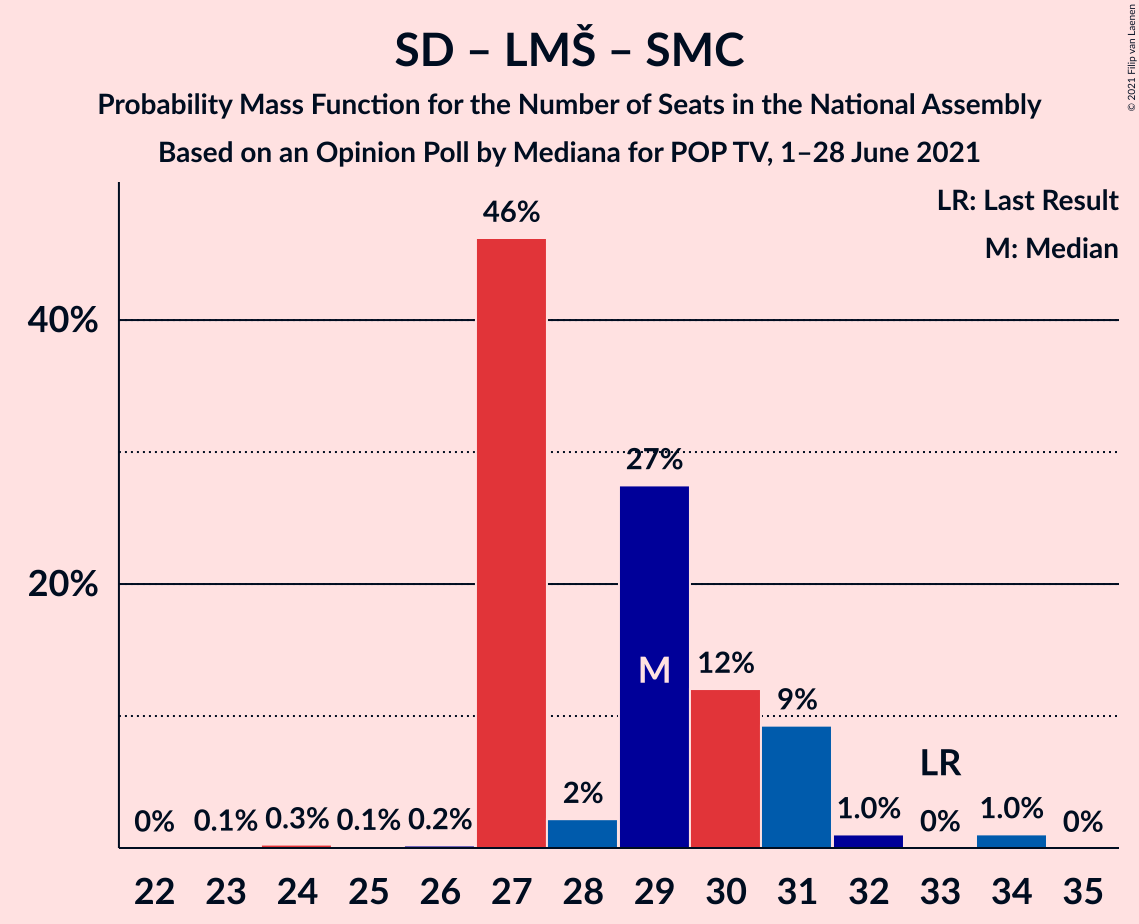 SD – LMŠ – SMC
Probability Mass Function for the Number of Seats in the National Assembly
Based on an Opinion Poll by Mediana for POP TV, 1–28 June 2021
© 2021 Filip van Laenen
LR: Last Result
M: Median
40%
20%
0%
0.1%
0.3%
0.1%
0.2%
46%
2%
27%
M
12%
9%
1.0%
LR
0%
1.0%
0%
22 23 24 25 26 27 28 29 30 31 32 33 34 35